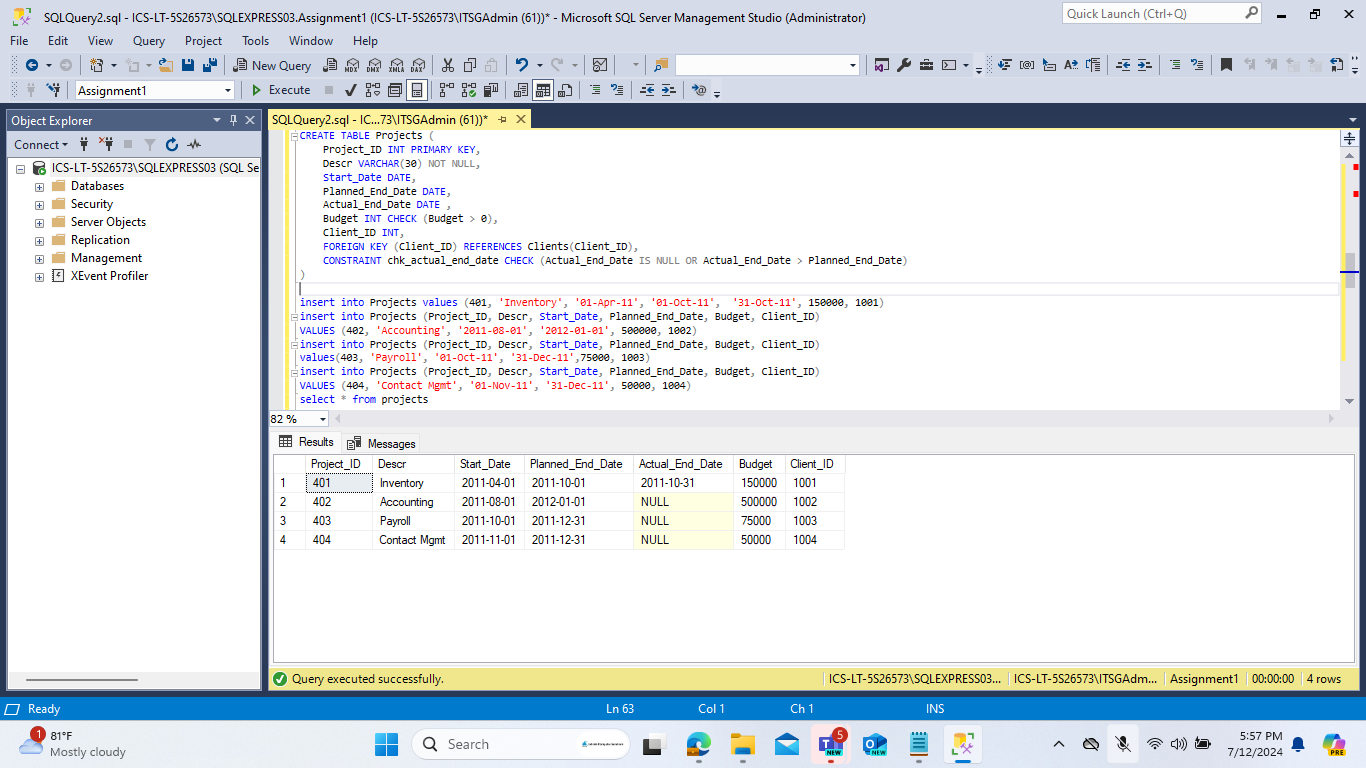 SQLQuery2.sql - ICS-LT-5S26573\SQLEXPRESS03.Assignment1 (ICS-LT-5S26573\ITSGAdmin (61))* - Microsoft SQL Server Management Studio (Administrator)
Quick Launch (Ctrl+Q)
File Edit View Query Project Tools Window Help
New Query MDX DMX XMLA DAX
Assignment1 Execute
Object Explorer
SQLQuery2.sql - IC...73\ITSGAdmin (61))*
Connect
ICS-LT-5S26573\SQLEXPRESS03 (SQL Se
Databases
Security
Server Objects
Replication
Management
XEvent Profiler
CREATE TABLE Projects (
Project_ID INT PRIMARY KEY,
Descr VARCHAR(30) NOT NULL,
Start_Date DATE,
Planned_End_Date DATE,
Actual_End_Date DATE ,
Budget INT CHECK (Budget > 0),
Client_ID INT,
FOREIGN KEY (Client_ID) REFERENCES Clients(Client_ID),
CONSTRAINT chk_actual_end_date CHECK (Actual_End_Date IS NULL OR Actual_End_Date > Planned_End_Date)
)
insert into Projects values (401, 'Inventory', '01-Apr-11', '01-Oct-11',  '31-Oct-11', 150000, 1001)
insert into Projects (Project_ID, Descr, Start_Date, Planned_End_Date, Budget, Client_ID)
VALUES (402, 'Accounting', '2011-08-01', '2012-01-01', 500000, 1002)
insert into Projects (Project_ID, Descr, Start_Date, Planned_End_Date, Budget, Client_ID)
values(403, 'Payroll', '01-Oct-11', '31-Dec-11',75000, 1003)
insert into Projects (Project_ID, Descr, Start_Date, Planned_End_Date, Budget, Client_ID)
VALUES (404, 'Contact Mgmt', '01-Nov-11', '31-Dec-11', 50000, 1004)
select * from projects
82 %
Results Messages
Project_ID Descr Start_Date Planned_End_Date Actual_End_Date Budget Client_ID
1 401 Inventory 2011-04-01 2011-10-01 2011-10-31 150000 1001
2 402 Accounting 2011-08-01 2012-01-01 NULL 500000 1002
3 403 Payroll 2011-10-01 2011-12-31 NULL 75000 1003
4 404 Contact Mgmt 2011-11-01 2011-12-31 NULL 50000 1004
Query executed successfully. ICS-LT-5S26573\SQLEXPRESS03... ICS-LT-5S26573\ITSGAdm... Assignment1 00:00:00 4 rows
Ready Ln 63 Col 1 Ch 1 INS
1 81°F
Mostly cloudy
Search
5
NEW
NEW
5:57 PM
7/12/2024
PRE